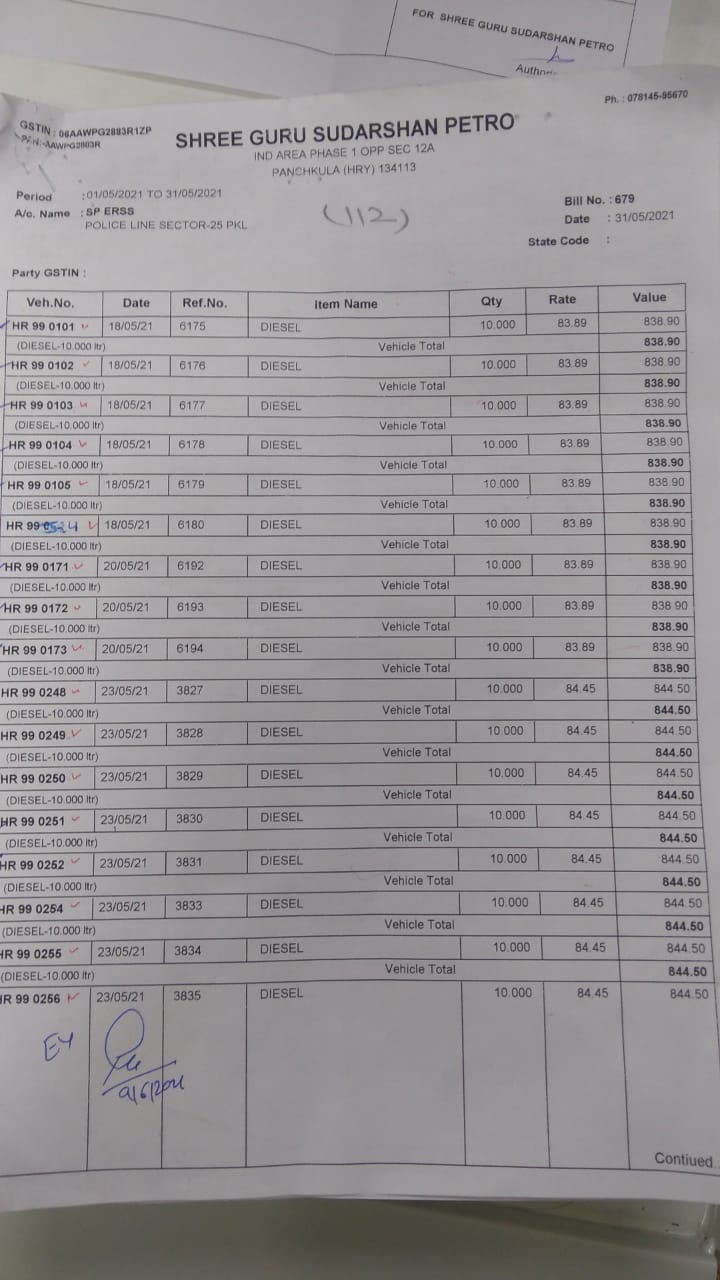 FOR SHREE GURU SUDARSHAN PETRO
Ph. : 078145-95670
GSTIN : 06AAWPG2883R1ZP
SHREE GURU SUDARSHAN PETRO
IND AREA PHASE 1 OPP SEC 12A
PANCHKULA (HRY) 134113
Period : 01/05/2021 TO 31/05/2021
Bill No. : 679
A/c. Name : SP ERSS
Date : 31/05/2021
POLICE LINE SECTOR-25 PKL
(112)
State Code :
Party GSTIN :
Veh.No. Date Ref.No. Item Name Qty Rate Value
HR 99 0101 18/05/21 6175 DIESEL 10.000 83.89 838.90
(DIESEL-10.000 ltr) Vehicle Total 838.90
HR 99 0102 18/05/21 6176 DIESEL 10.000 83.89 838.90
(DIESEL-10.000 ltr) Vehicle Total 838.90
HR 99 0103 18/05/21 6177 DIESEL 10.000 83.89 838.90
(DIESEL-10.000 ltr) Vehicle Total 838.90
HR 99 0104 18/05/21 6178 DIESEL 10.000 83.89 838.90
(DIESEL-10.000 ltr) Vehicle Total 838.90
HR 99 0105 18/05/21 6179 DIESEL 10.000 83.89 838.90
(DIESEL-10.000 ltr) Vehicle Total 838.90
HR 99 0524 18/05/21 6180 DIESEL 10.000 83.89 838.90
(DIESEL-10.000 ltr) Vehicle Total 838.90
HR 99 0171 20/05/21 6192 DIESEL 10.000 83.89 838.90
(DIESEL-10.000 ltr) Vehicle Total 838.90
HR 99 0172 20/05/21 6193 DIESEL 10.000 83.89 838.90
(DIESEL-10.000 ltr) Vehicle Total 838.90
HR 99 0173 20/05/21 6194 DIESEL 10.000 83.89 838.90
(DIESEL-10.000 ltr) Vehicle Total 838.90
HR 99 0248 23/05/21 3827 DIESEL 10.000 84.45 844.50
(DIESEL-10.000 ltr) Vehicle Total 844.50
HR 99 0249 23/05/21 3828 DIESEL 10.000 84.45 844.50
(DIESEL-10.000 ltr) Vehicle Total 844.50
HR 99 0250 23/05/21 3829 DIESEL 10.000 84.45 844.50
(DIESEL-10.000 ltr) Vehicle Total 844.50
HR 99 0251 23/05/21 3830 DIESEL 10.000 84.45 844.50
(DIESEL-10.000 ltr) Vehicle Total 844.50
HR 99 0252 23/05/21 3831 DIESEL 10.000 84.45 844.50
(DIESEL-10.000 ltr) Vehicle Total 844.50
HR 99 0254 23/05/21 3833 DIESEL 10.000 84.45 844.50
(DIESEL-10.000 ltr) Vehicle Total 844.50
HR 99 0255 23/05/21 3834 DIESEL 10.000 84.45 844.50
(DIESEL-10.000 ltr) Vehicle Total 844.50
HR 99 0256 23/05/21 3835 DIESEL 10.000 84.45 844.50
9/6/2021
Contiued